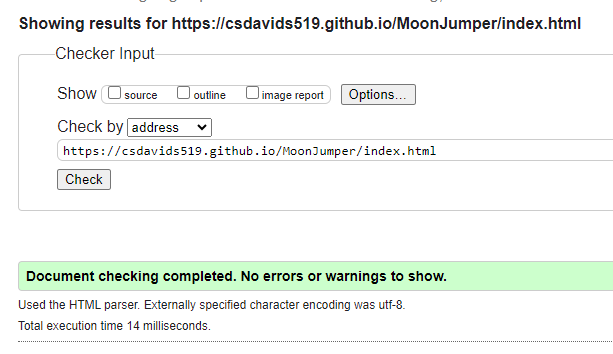 Showing results for https://csdavids519.github.io/MoonJumper/index.html
Checker Input
Show source outline image report Options...
Check by address
https://csdavids519.github.io/MoonJumper/index.html
Check
Document checking completed. No errors or warnings to show.
Used the HTML parser. Externally specified character encoding was utf-8.
Total execution time 14 milliseconds.